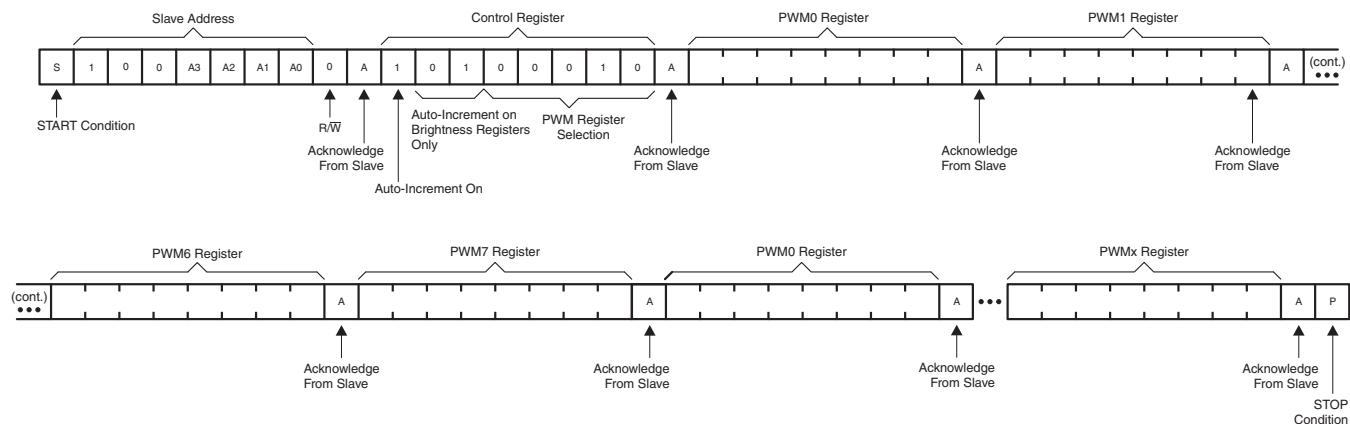 Slave Address Control Register PWM0 Register PWM1 Register
S 1 0 0 A3 A2 A1 A0 0 A 1 0 1 0 0 0 1 0 A A A (cont.) •••
START Condition
R/W̅
Acknowledge
From Slave
Auto-Increment On
Auto-Increment on
Brightness Registers
Only
PWM Register
Selection
Acknowledge
From Slave
Acknowledge
From Slave
Acknowledge
From Slave
PWM6 Register PWM7 Register PWM0 Register PWMx Register
(cont.) ••• A A A ••• A P
Acknowledge
From Slave
Acknowledge
From Slave
Acknowledge
From Slave
Acknowledge
From Slave
STOP
Condition